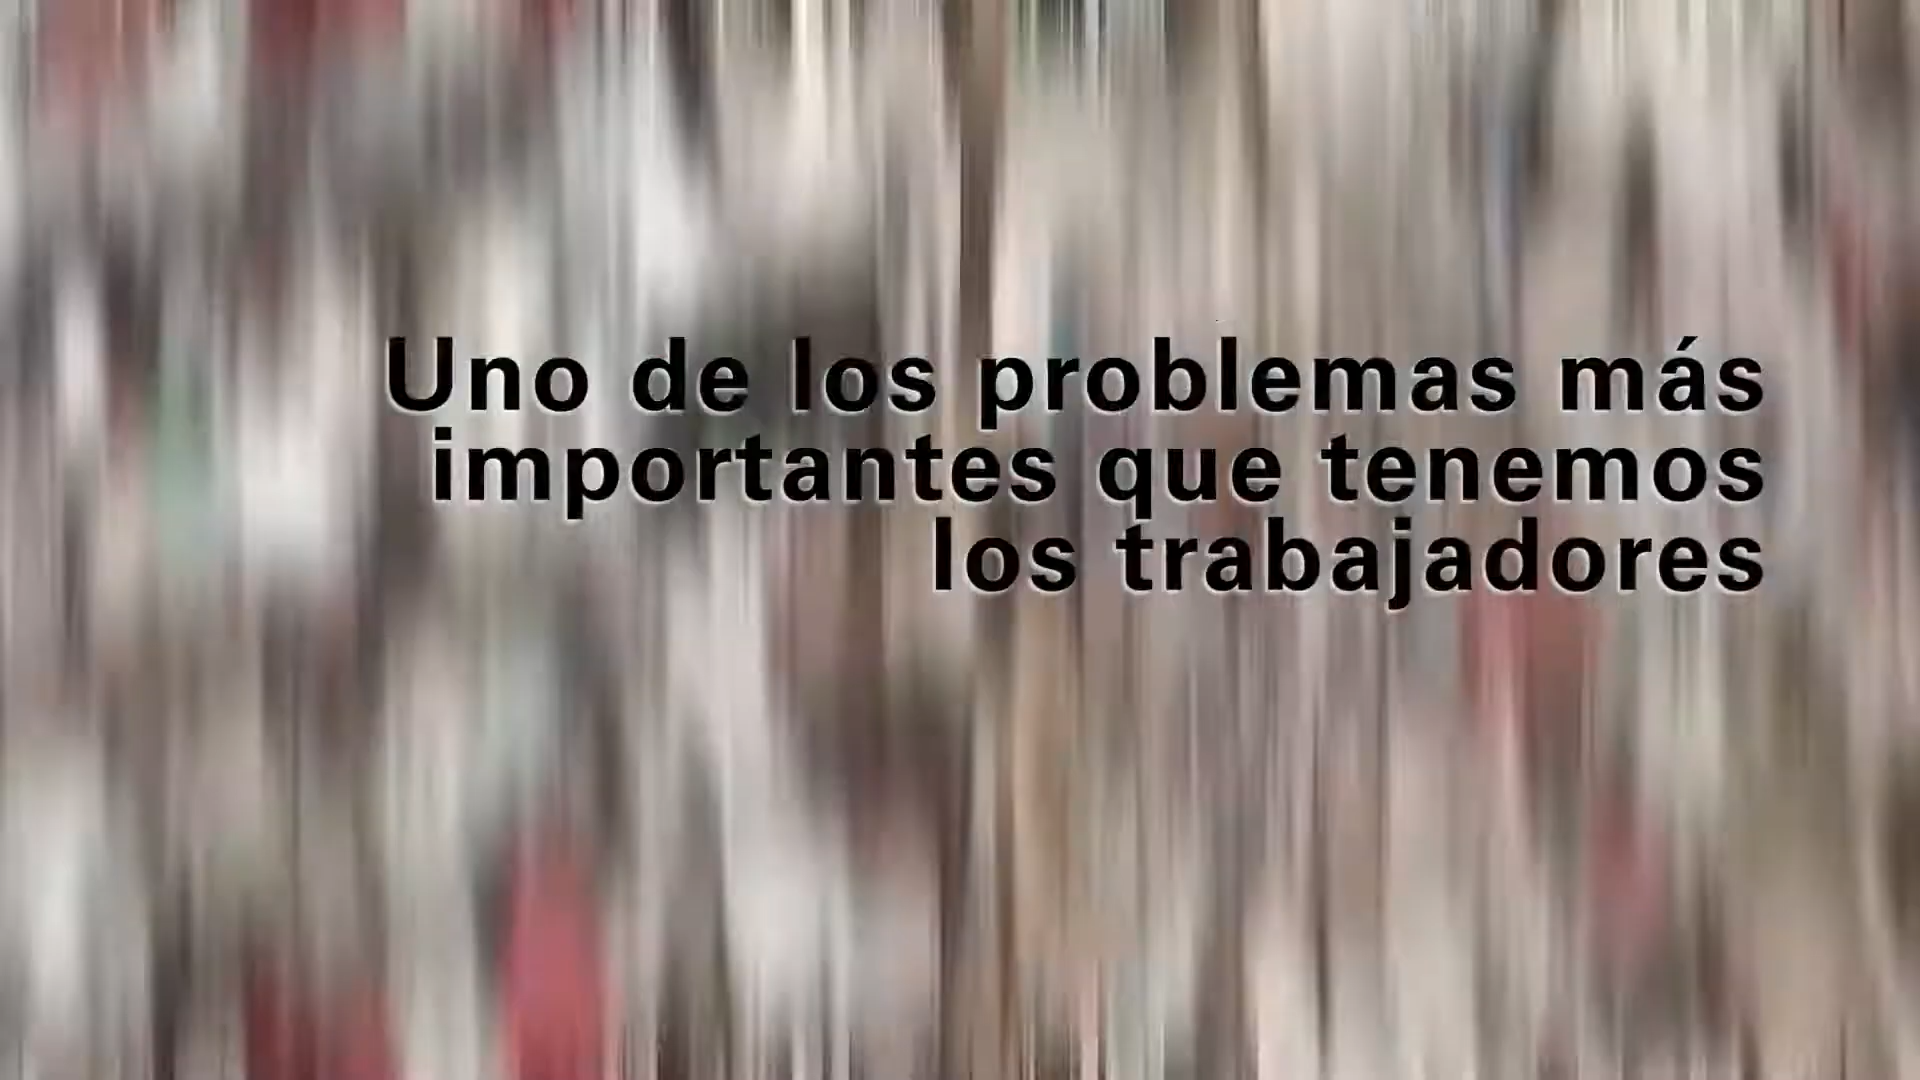 Uno de los problemas más
importantes que tenemos
los trabajadores